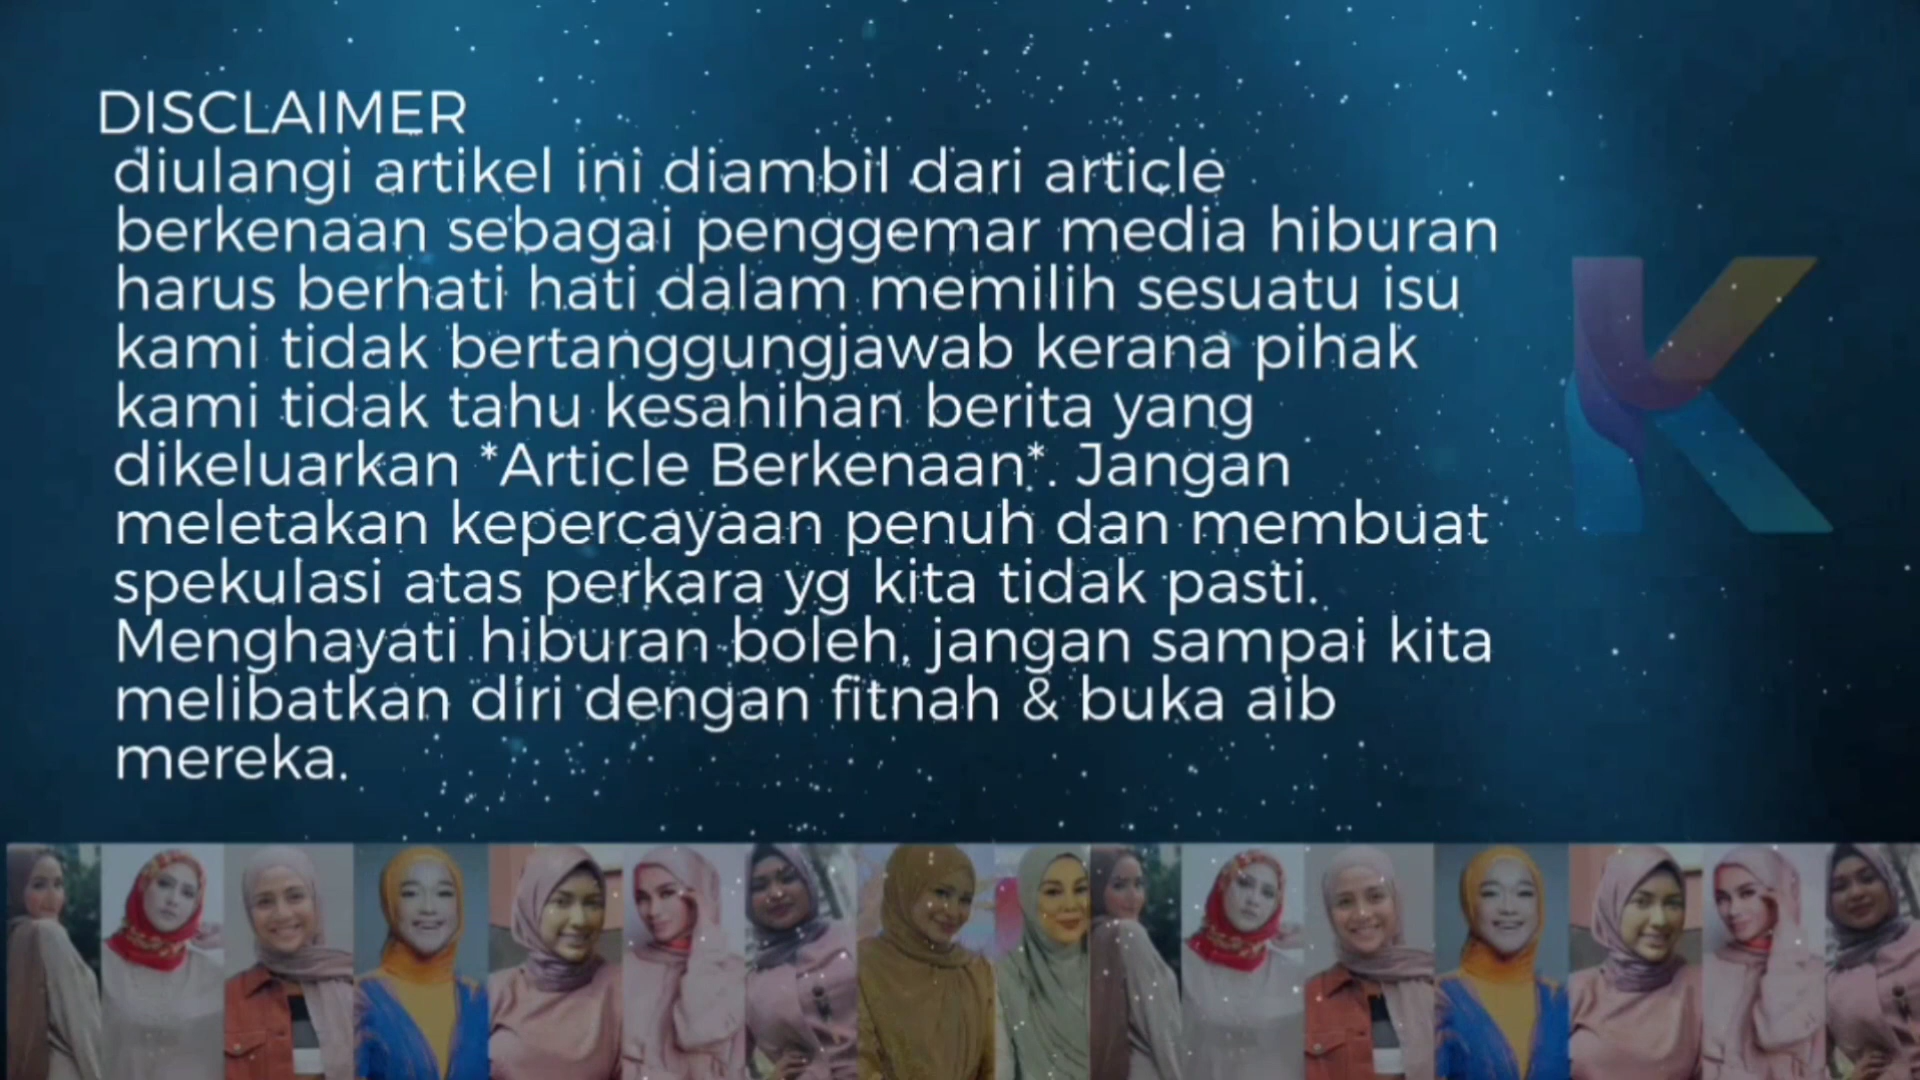 DISCLAIMER
diulangi artikel ini diambil dari article
berkenaan sebagai penggemar media hiburan
harus berhati hati dalam memilih sesuatu isu
kami tidak bertanggungjawab kerana pihak
kami tidak tahu kesahihan berita yang
dikeluarkan *Article Berkenaan*. Jangan
meletakan kepercayaan penuh dan membuat
spekulasi atas perkara yg kita tidak pasti.
Menghayati hiburan boleh, jangan sampai kita
melibatkan diri dengan fitnah & buka aib
mereka.
K